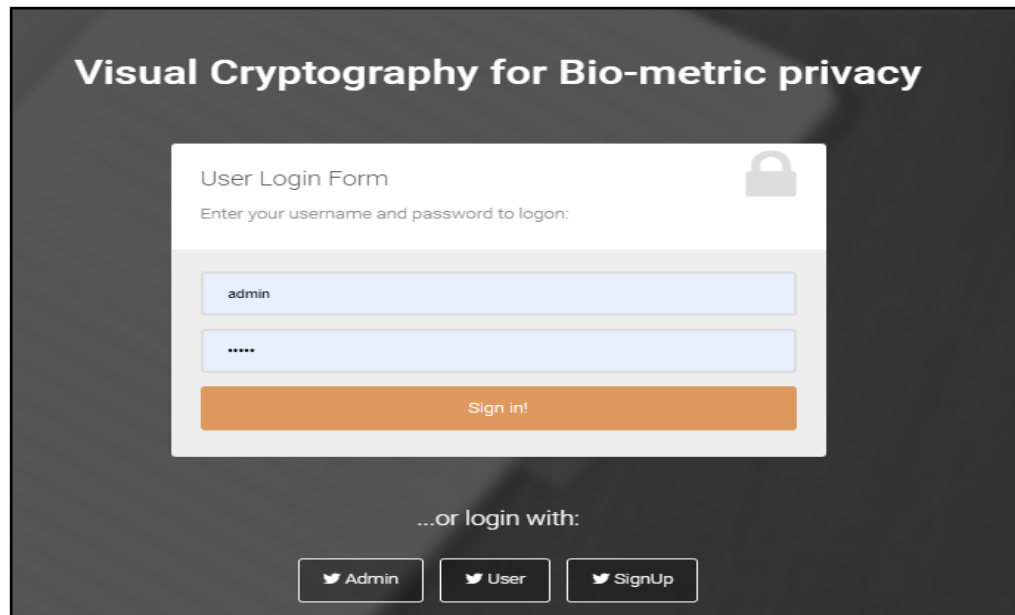 Visual Cryptography for Bio-metric privacy
User Login Form
Enter your username and password to logon:
admin
•••••
Sign in!
...or login with:
Admin User SignUp